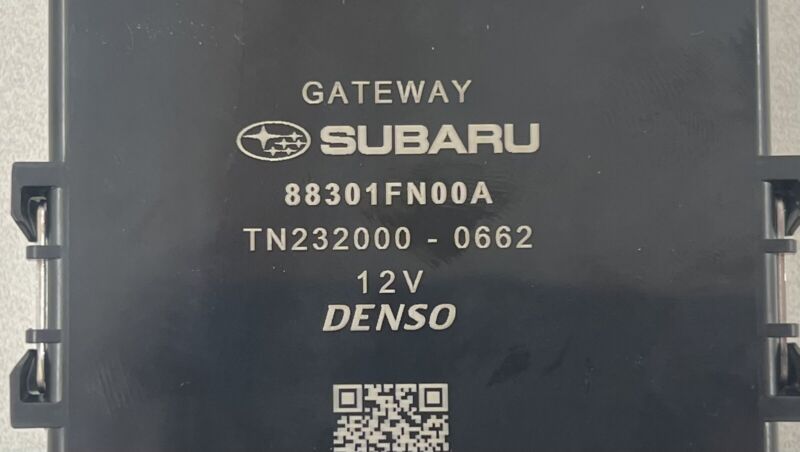 GATEWAY
SUBARU
88301FN00A
TN232000 - 0662
12V
DENSO